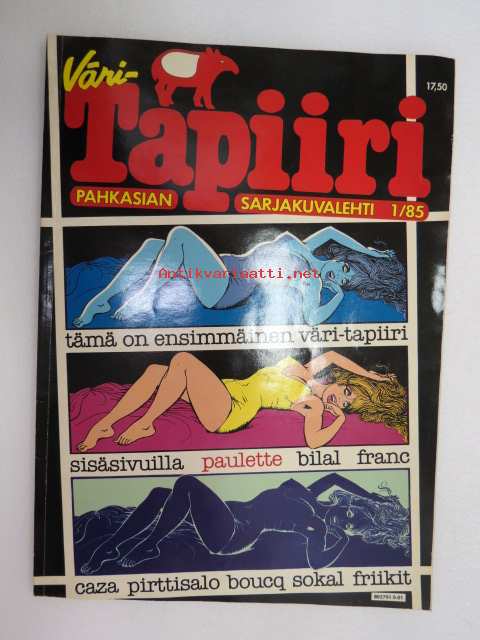 Väri-
Tapiiri
17,50
PAHKASIAN SARJAKUVALEHTI 1/85
Antikvariaatti.net
tämä on ensimmäinen väri-tapiiri
sisäsivuilla paulette bilal franc
caza pirttisalo boucq sokal friikit